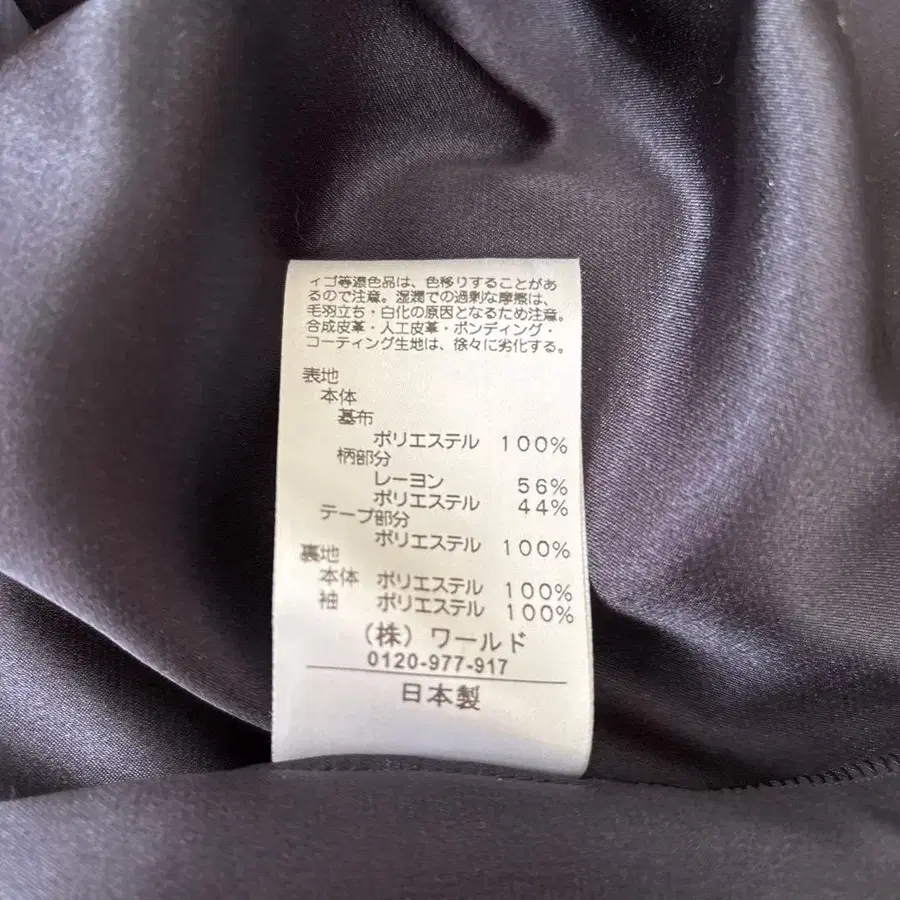 ィゴ等濃色品は、色移りすることがあ
るので注意。湿潤での過剰な摩擦は、
毛羽立ち・白化の原因となるため注意。
合成皮革・人工皮革・ボンディング・
コーティング生地は、徐々に劣化する。
表地
本体
基布
ポリエステル 100%
柄部分
レーヨン 56%
ポリエステル 44%
テープ部分
ポリエステル 100%
裏地
本体 ポリエステル 100%
袖 ポリエステル 100%
(株)ワールド
0120-977-917
日本製